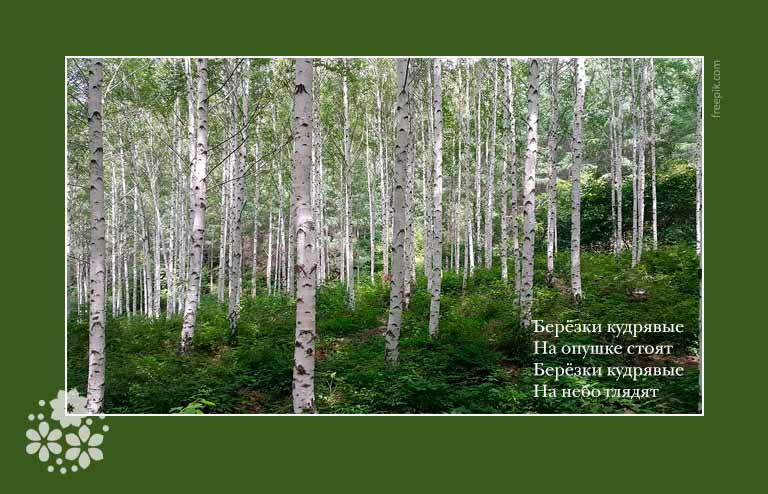 freepik.com
Берёзки кудрявые
На опушке стоят
Берёзки кудрявые
На небо глядят